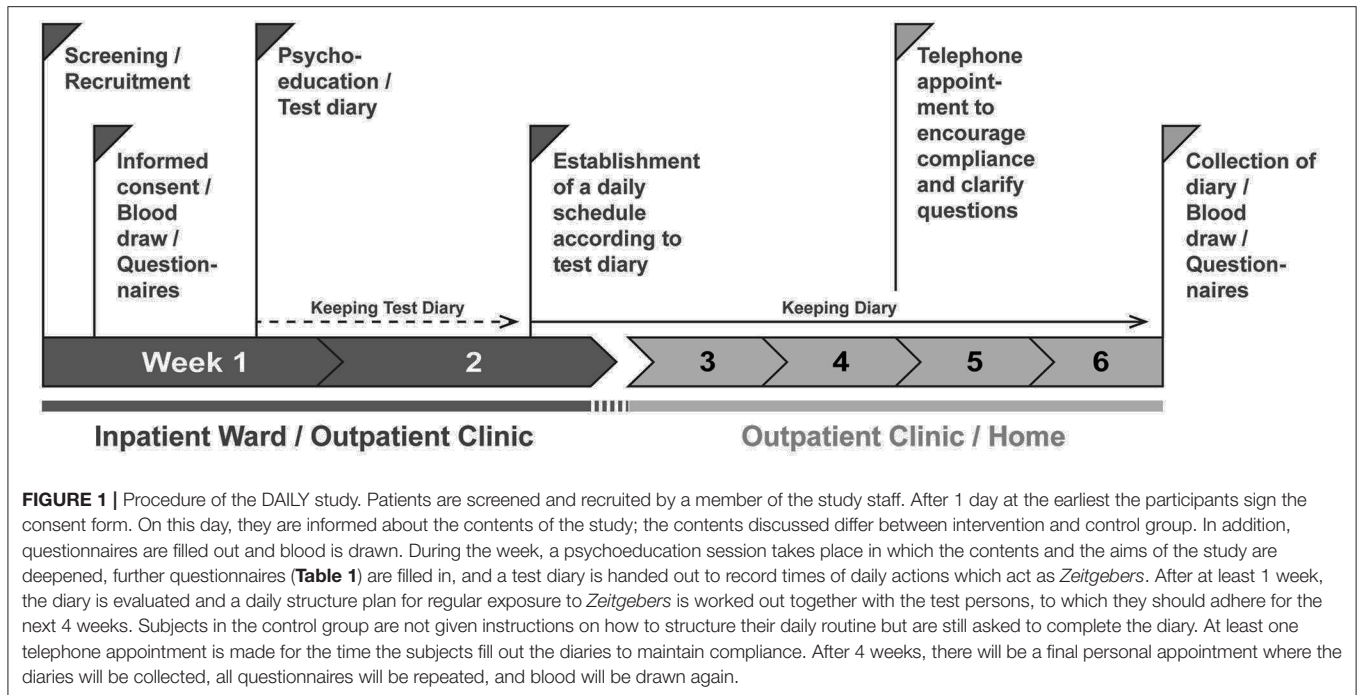 Screening /
Recruitment
Informed
consent /
Blood
draw /
Question-
naires
Psycho-
education /
Test diary
Establishment
of a daily
schedule
according to
test diary
Telephone
appoint-
ment to
encourage
compliance
and clarify
questions
Collection of
diary /
Blood
draw /
Question-
naires
Keeping Test Diary
Keeping Diary
Week 1
2
3
4
5
6
Inpatient Ward / Outpatient Clinic
Outpatient Clinic / Home
FIGURE 1 | Procedure of the DAILY study. Patients are screened and recruited by a member of the study staff. After 1 day at the earliest the participants sign the
consent form. On this day, they are informed about the contents of the study; the contents discussed differ between intervention and control group. In addition,
questionnaires are filled out and blood is drawn. During the week, a psychoeducation session takes place in which the contents and the aims of the study are
deepened, further questionnaires (Table 1) are filled in, and a test diary is handed out to record times of daily actions which act as Zeitgebers. After at least 1 week,
the diary is evaluated and a daily structure plan for regular exposure to Zeitgebers is worked out together with the test persons, to which they should adhere for the
next 4 weeks. Subjects in the control group are not given instructions on how to structure their daily routine but are still asked to complete the diary. At least one
telephone appointment is made for the time the subjects fill out the diaries to maintain compliance. After 4 weeks, there will be a final personal appointment where the
diaries will be collected, all questionnaires will be repeated, and blood will be drawn again.